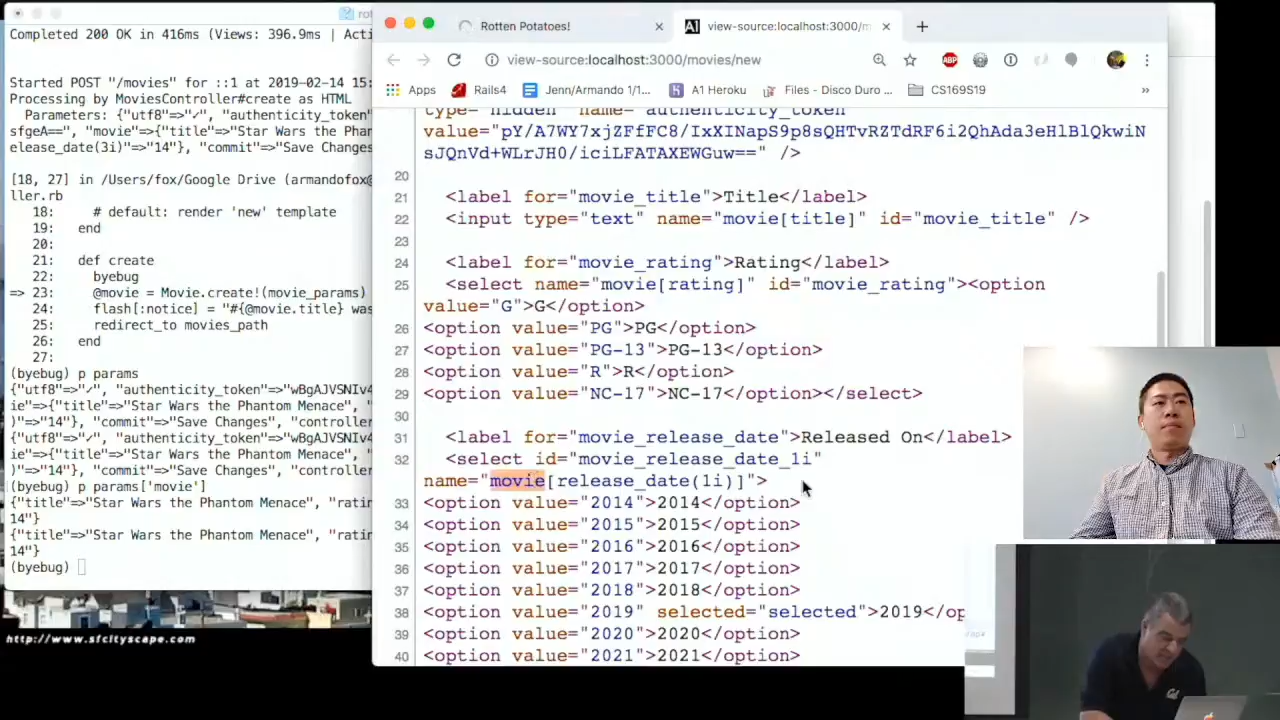 Completed 200 OK in 416ms (Views: 396.9ms | Acti
Started POST "/movies" for ::1 at 2019-02-14 15:
Processing by MoviesController#create as HTML
Parameters: {"utf8"=>"✓", "authenticity_token"
sfgeA==", "movie"=>{"title"=>"Star Wars the Phant
elease_date(3i)"=>"14"}, "commit"=>"Save Changes
[18, 27] in /Users/fox/Google Drive (armandofox@
ller.rb
18: # default: render 'new' template
19: end
20:
21: def create
22: byebug
=> 23: @movie = Movie.create!(movie_params)
24: flash[:notice] = "#{@movie.title} was
25: redirect_to movies_path
26: end
27:
(byebug) p params
{"utf8"=>"✓", "authenticity_token"=>"wBgAJVSNIv4
ie"=>{"title"=>"Star Wars the Phantom Menace", "
)"=>"14"}, "commit"=>"Save Changes", "controller
{"utf8"=>"✓", "authenticity_token"=>"wBgAJVSNIv4
ie"=>{"title"=>"Star Wars the Phantom Menace", "
)"=>"14"}, "commit"=>"Save Changes", "controller
(byebug) p params['movie']
{"title"=>"Star Wars the Phantom Menace", "ratin
14"}
{"title"=>"Star Wars the Phantom Menace", "ratin
14"}
(byebug)
http://www.sfcityscape.com
Rotten Potatoes!
A1 view-source:localhost:3000/m
view-source:localhost:3000/movies/new
ABP
Apps Rails4 Jenn/Armando 1/1... A1 Heroku Files - Disco Duro ... CS169S19 »
type="hidden" name="authenticity_token"
value="pY/A7WY7xjZFfFC8/IxXINapS9p8sQHTvRZTdRF6i2QhAda3eHlBlQkwiN
sJQnVd+WLrJH0/iciLFATAXEWGuw==" />
20
21 <label for="movie_title">Title</label>
22 <input type="text" name="movie[title]" id="movie_title" />
23
24 <label for="movie_rating">Rating</label>
25 <select name="movie[rating]" id="movie_rating"><option
value="G">G</option>
26 <option value="PG">PG</option>
27 <option value="PG-13">PG-13</option>
28 <option value="R">R</option>
29 <option value="NC-17">NC-17</option></select>
30
31 <label for="movie_release_date">Released On</label>
32 <select id="movie_release_date_1i"
name="movie[release_date(1i)]">
33 <option value="2014">2014</option>
34 <option value="2015">2015</option>
35 <option value="2016">2016</option>
36 <option value="2017">2017</option>
37 <option value="2018">2018</option>
38 <option value="2019" selected="selected">2019</op
39 <option value="2020">2020</option>
40 <option value="2021">2021</option>
Cal